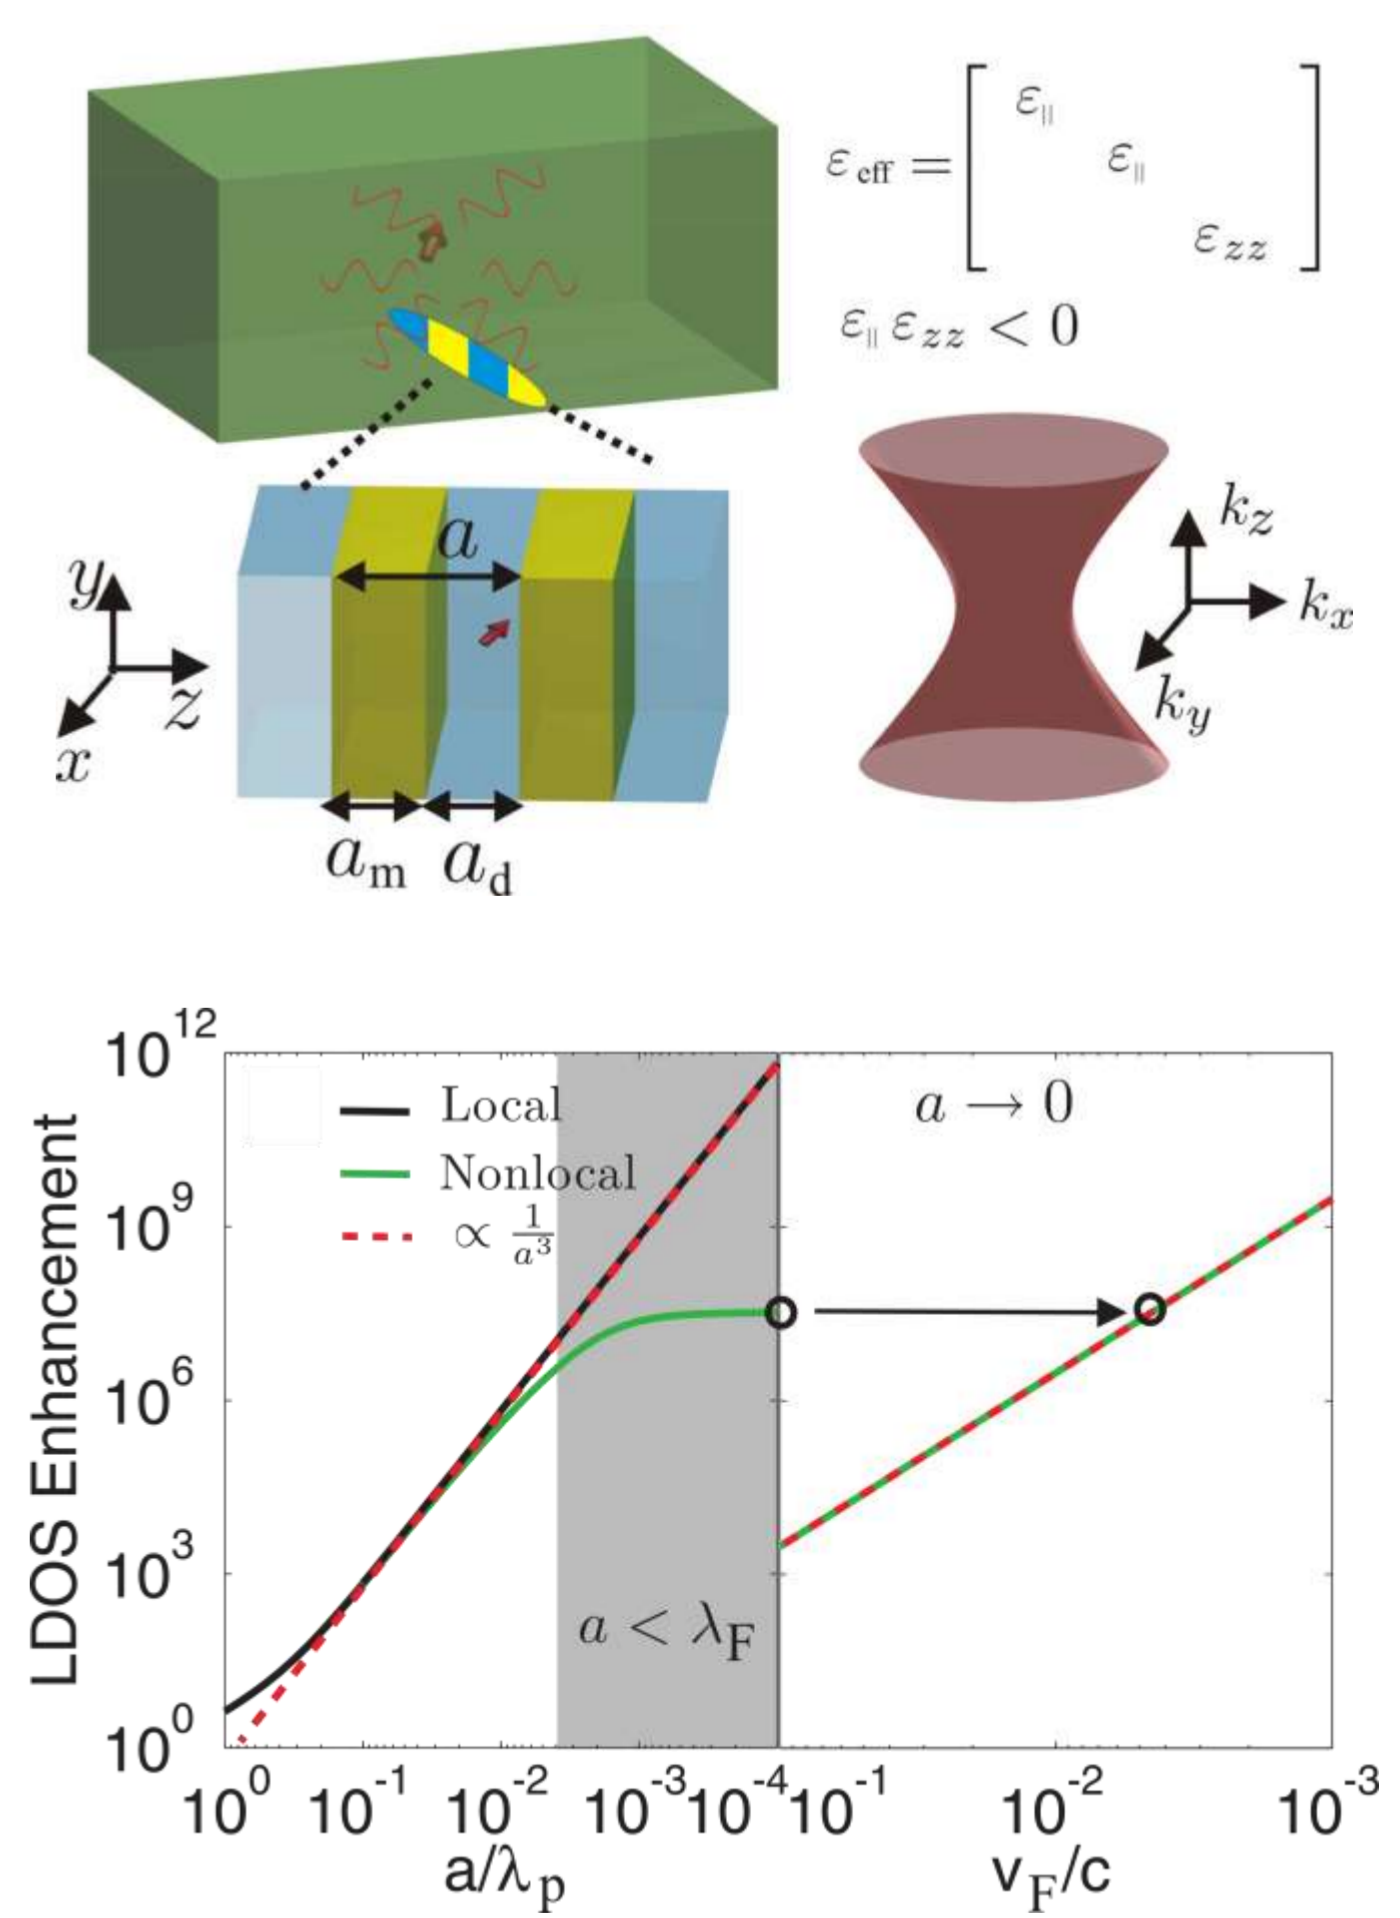 ε_eff = [ ε_|| ε_|| ε_zz ]
ε_|| ε_zz < 0
a
y
z
x
a_m a_d
k_z
k_x
k_y
LDOS Enhancement
10^12
10^9
10^6
10^3
10^0
Local
Nonlocal
∝ 1/a^3
a < λ_F
a → 0
10^0 10^-1 10^-2 10^-3 10^-4 10^-1 10^-2 10^-3
a/λ_p
v_F/c